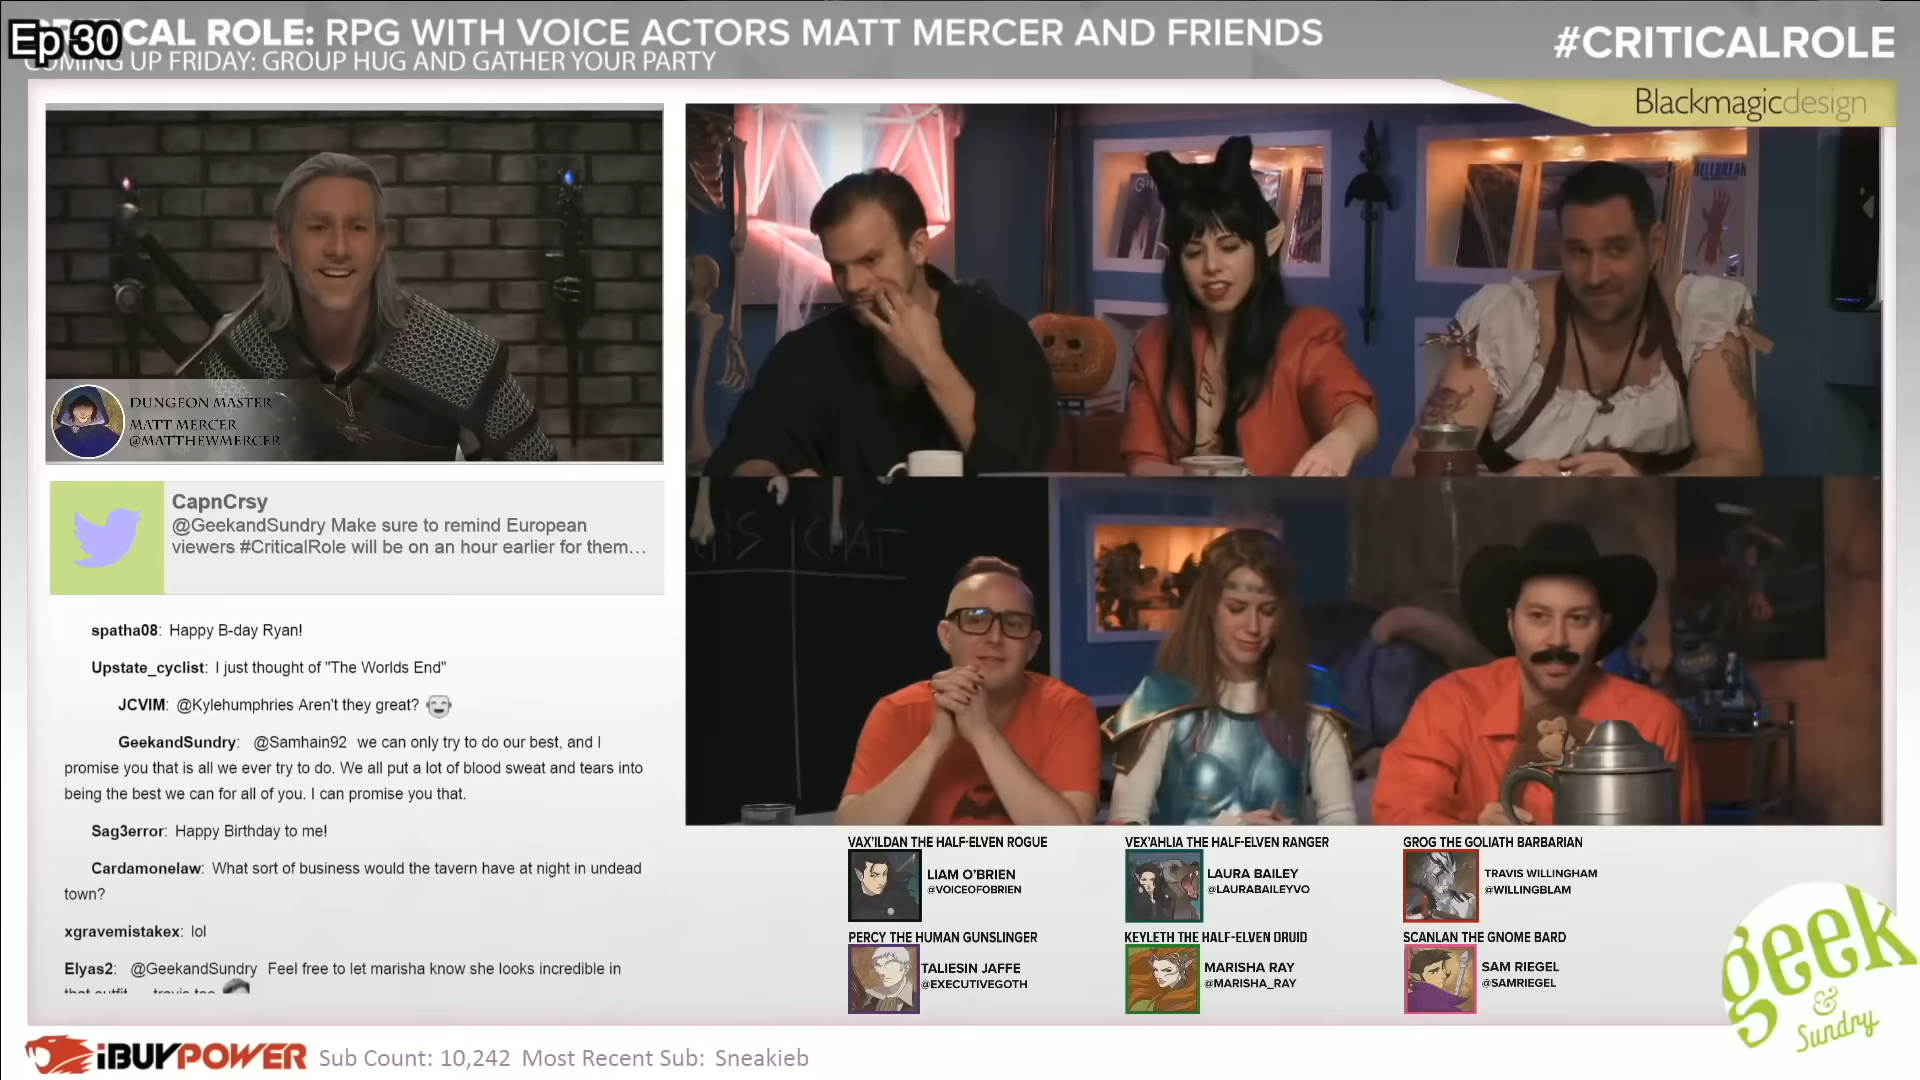 Ep 30
CAL ROLE: RPG WITH VOICE ACTORS MATT MERCER AND FRIENDS
UP FRIDAY: GROUP HUG AND GATHER YOUR PARTY
#CRITICALROLE
Blackmagicdesign
DUNGEON MASTER
MATT MERCER
@MATTHEWMERCER
CapnCrsy
@GeekandSundry Make sure to remind European
viewers #CriticalRole will be on an hour earlier for them…
spatha08: Happy B-day Ryan!
Upstate_cyclist: I just thought of "The Worlds End"
JCVIM: @Kylehumphries Aren't they great?
GeekandSundry: @Samhain92 we can only try to do our best, and I
promise you that is all we ever try to do. We all put a lot of blood sweat and tears into
being the best we can for all of you. I can promise you that.
Sag3error: Happy Birthday to me!
Cardamonelaw: What sort of business would the tavern have at night in undead
town?
xgravemistakex: lol
Elyas2: @GeekandSundry Feel free to let marisha know she looks incredible in
CHAT
HELLBREAK
VAX'ILDAN THE HALF-ELVEN ROGUE
LIAM O'BRIEN
@VOICEOFOBRIEN
VEX'AHLIA THE HALF-ELVEN RANGER
LAURA BAILEY
@LAURABAILEYVO
GROG THE GOLIATH BARBARIAN
TRAVIS WILLINGHAM
@WILLINGBLAM
PERCY THE HUMAN GUNSLINGER
TALIESIN JAFFE
@EXECUTIVEGOTH
KEYLETH THE HALF-ELVEN DRUID
MARISHA RAY
@MARISHA_RAY
SCANLAN THE GNOME BARD
SAM RIEGEL
@SAMRIEGEL
geek
&
Sundry
iBUYPOWER Sub Count: 10,242 Most Recent Sub: Sneakieb